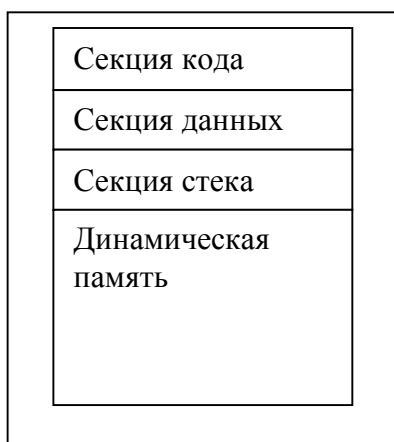 Секция кода
Секция данных
Секция стека
Динамическая
память